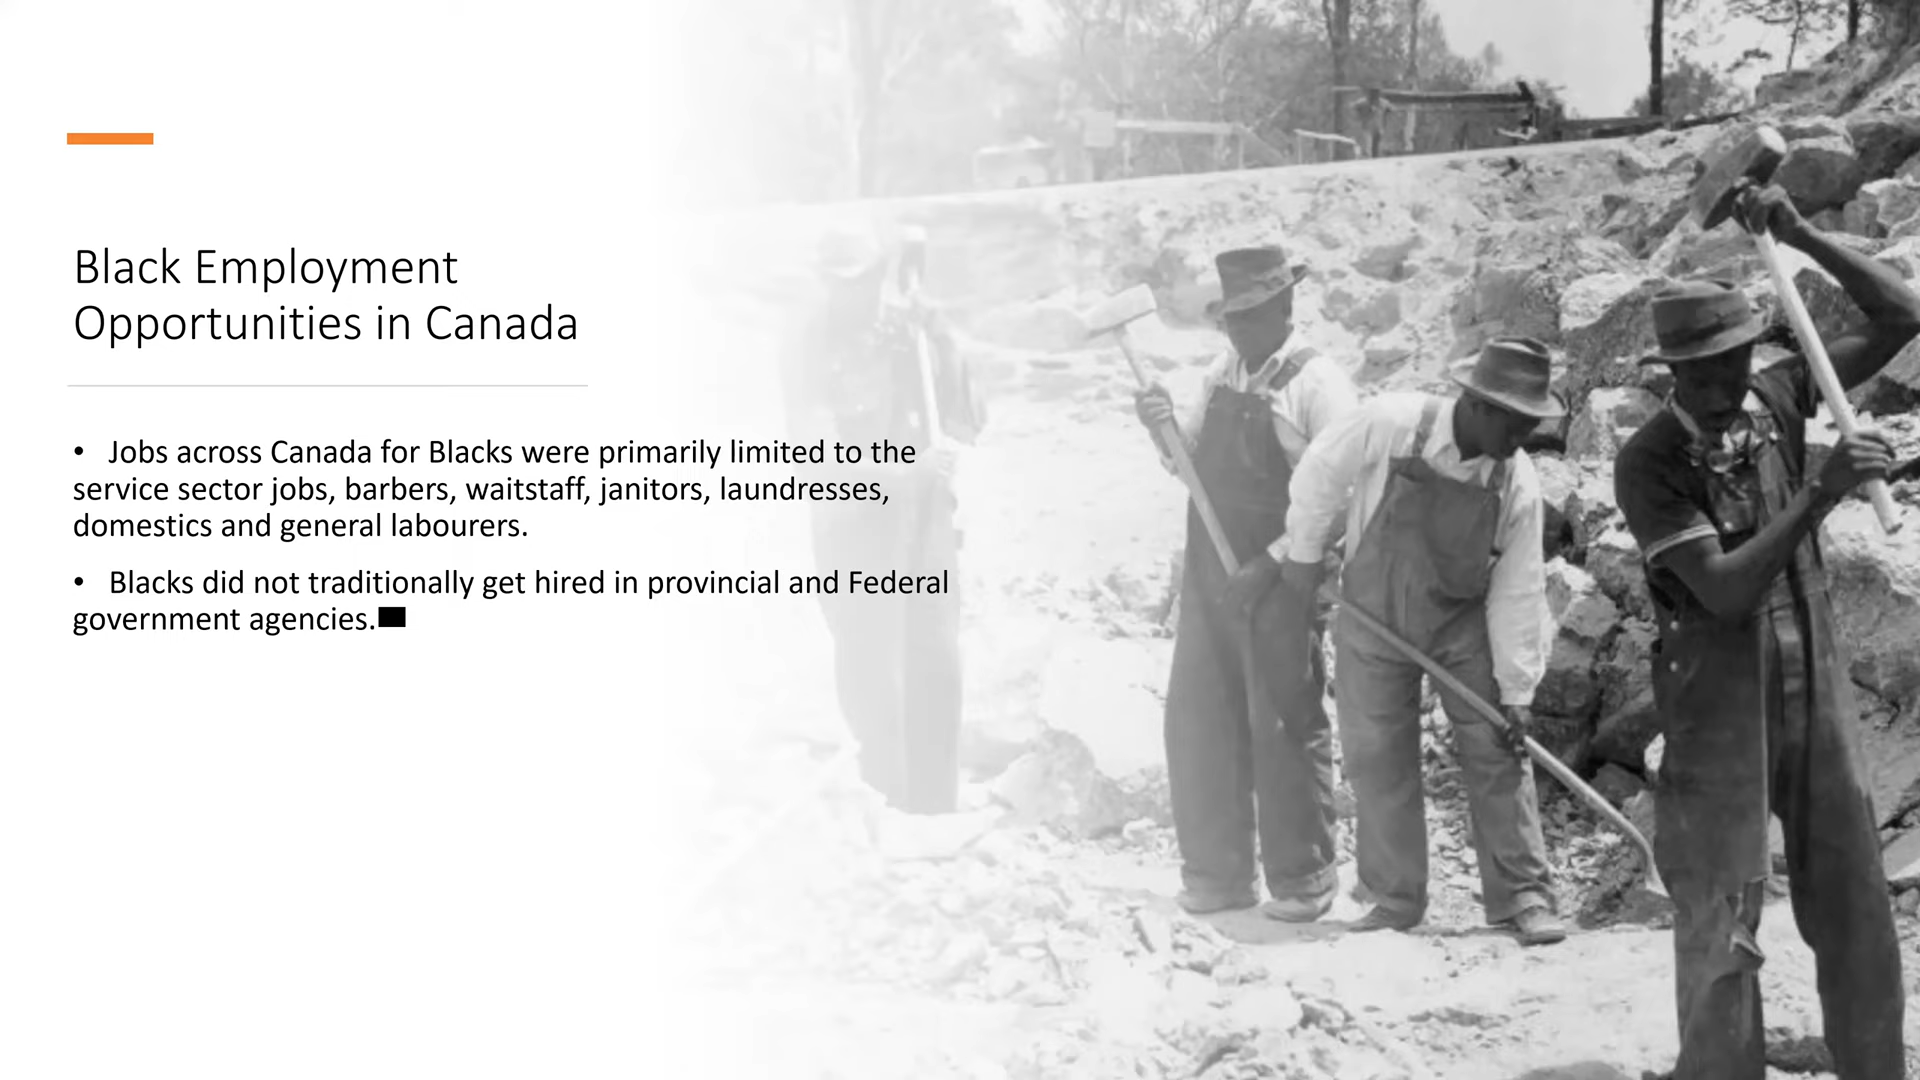 Black Employment
Opportunities in Canada
• Jobs across Canada for Blacks were primarily limited to the
service sector jobs, barbers, waitstaff, janitors, laundresses,
domestics and general labourers.
• Blacks did not traditionally get hired in provincial and Federal
government agencies.